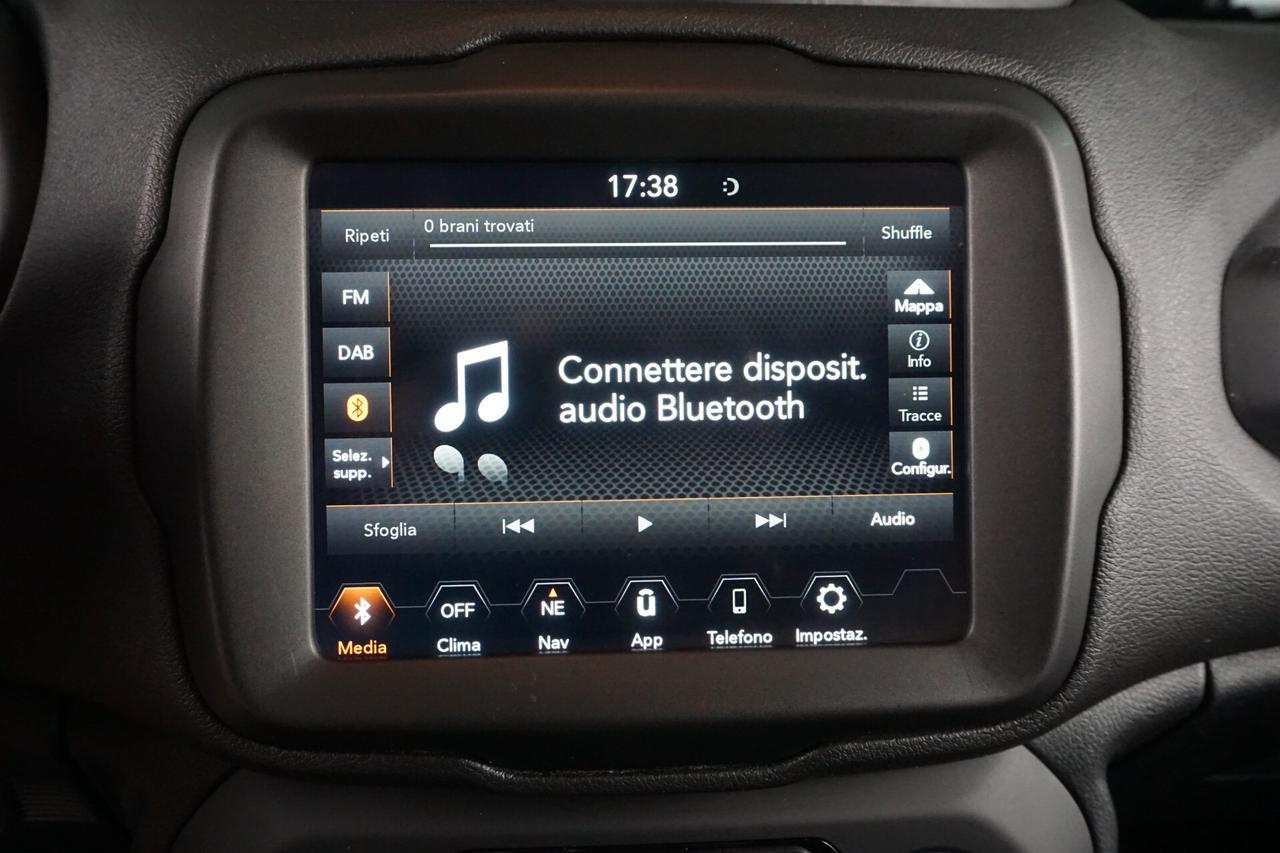 17:38
Ripeti
0 brani trovati
Shuffle
FM
DAB
Selez.
supp.
Connettere disposit.
audio Bluetooth
Mappa
i
Info
Tracce
Configur.
Sfoglia
Audio
OFF
NE
ū
Media
Clima
Nav
App
Telefono
Impostaz.